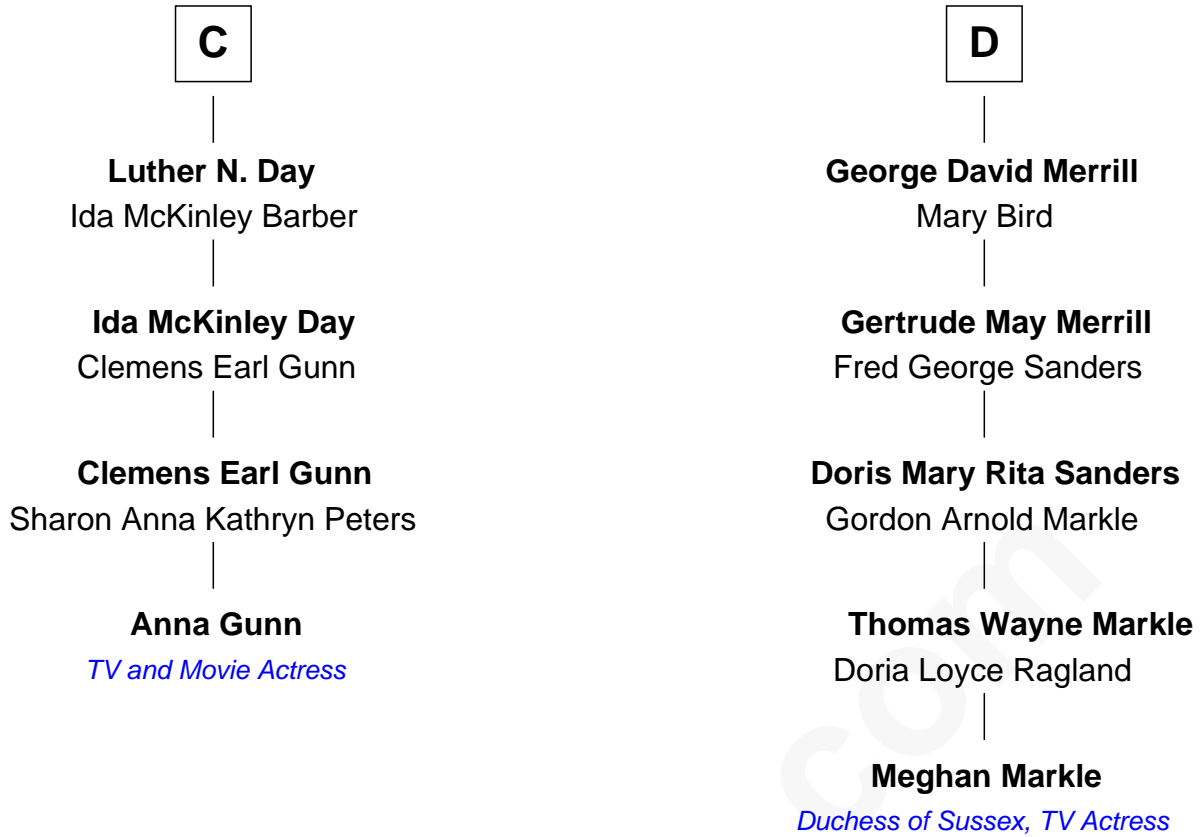 C
Luther N. Day
Ida McKinley Barber
Ida McKinley Day
Clemens Earl Gunn
Clemens Earl Gunn
Sharon Anna Kathryn Peters
Anna Gunn
TV and Movie Actress
D
George David Merrill
Mary Bird
Gertrude May Merrill
Fred George Sanders
Doris Mary Rita Sanders
Gordon Arnold Markle
Thomas Wayne Markle
Doria Loyce Ragland
Meghan Markle
Duchess of Sussex, TV Actress
com